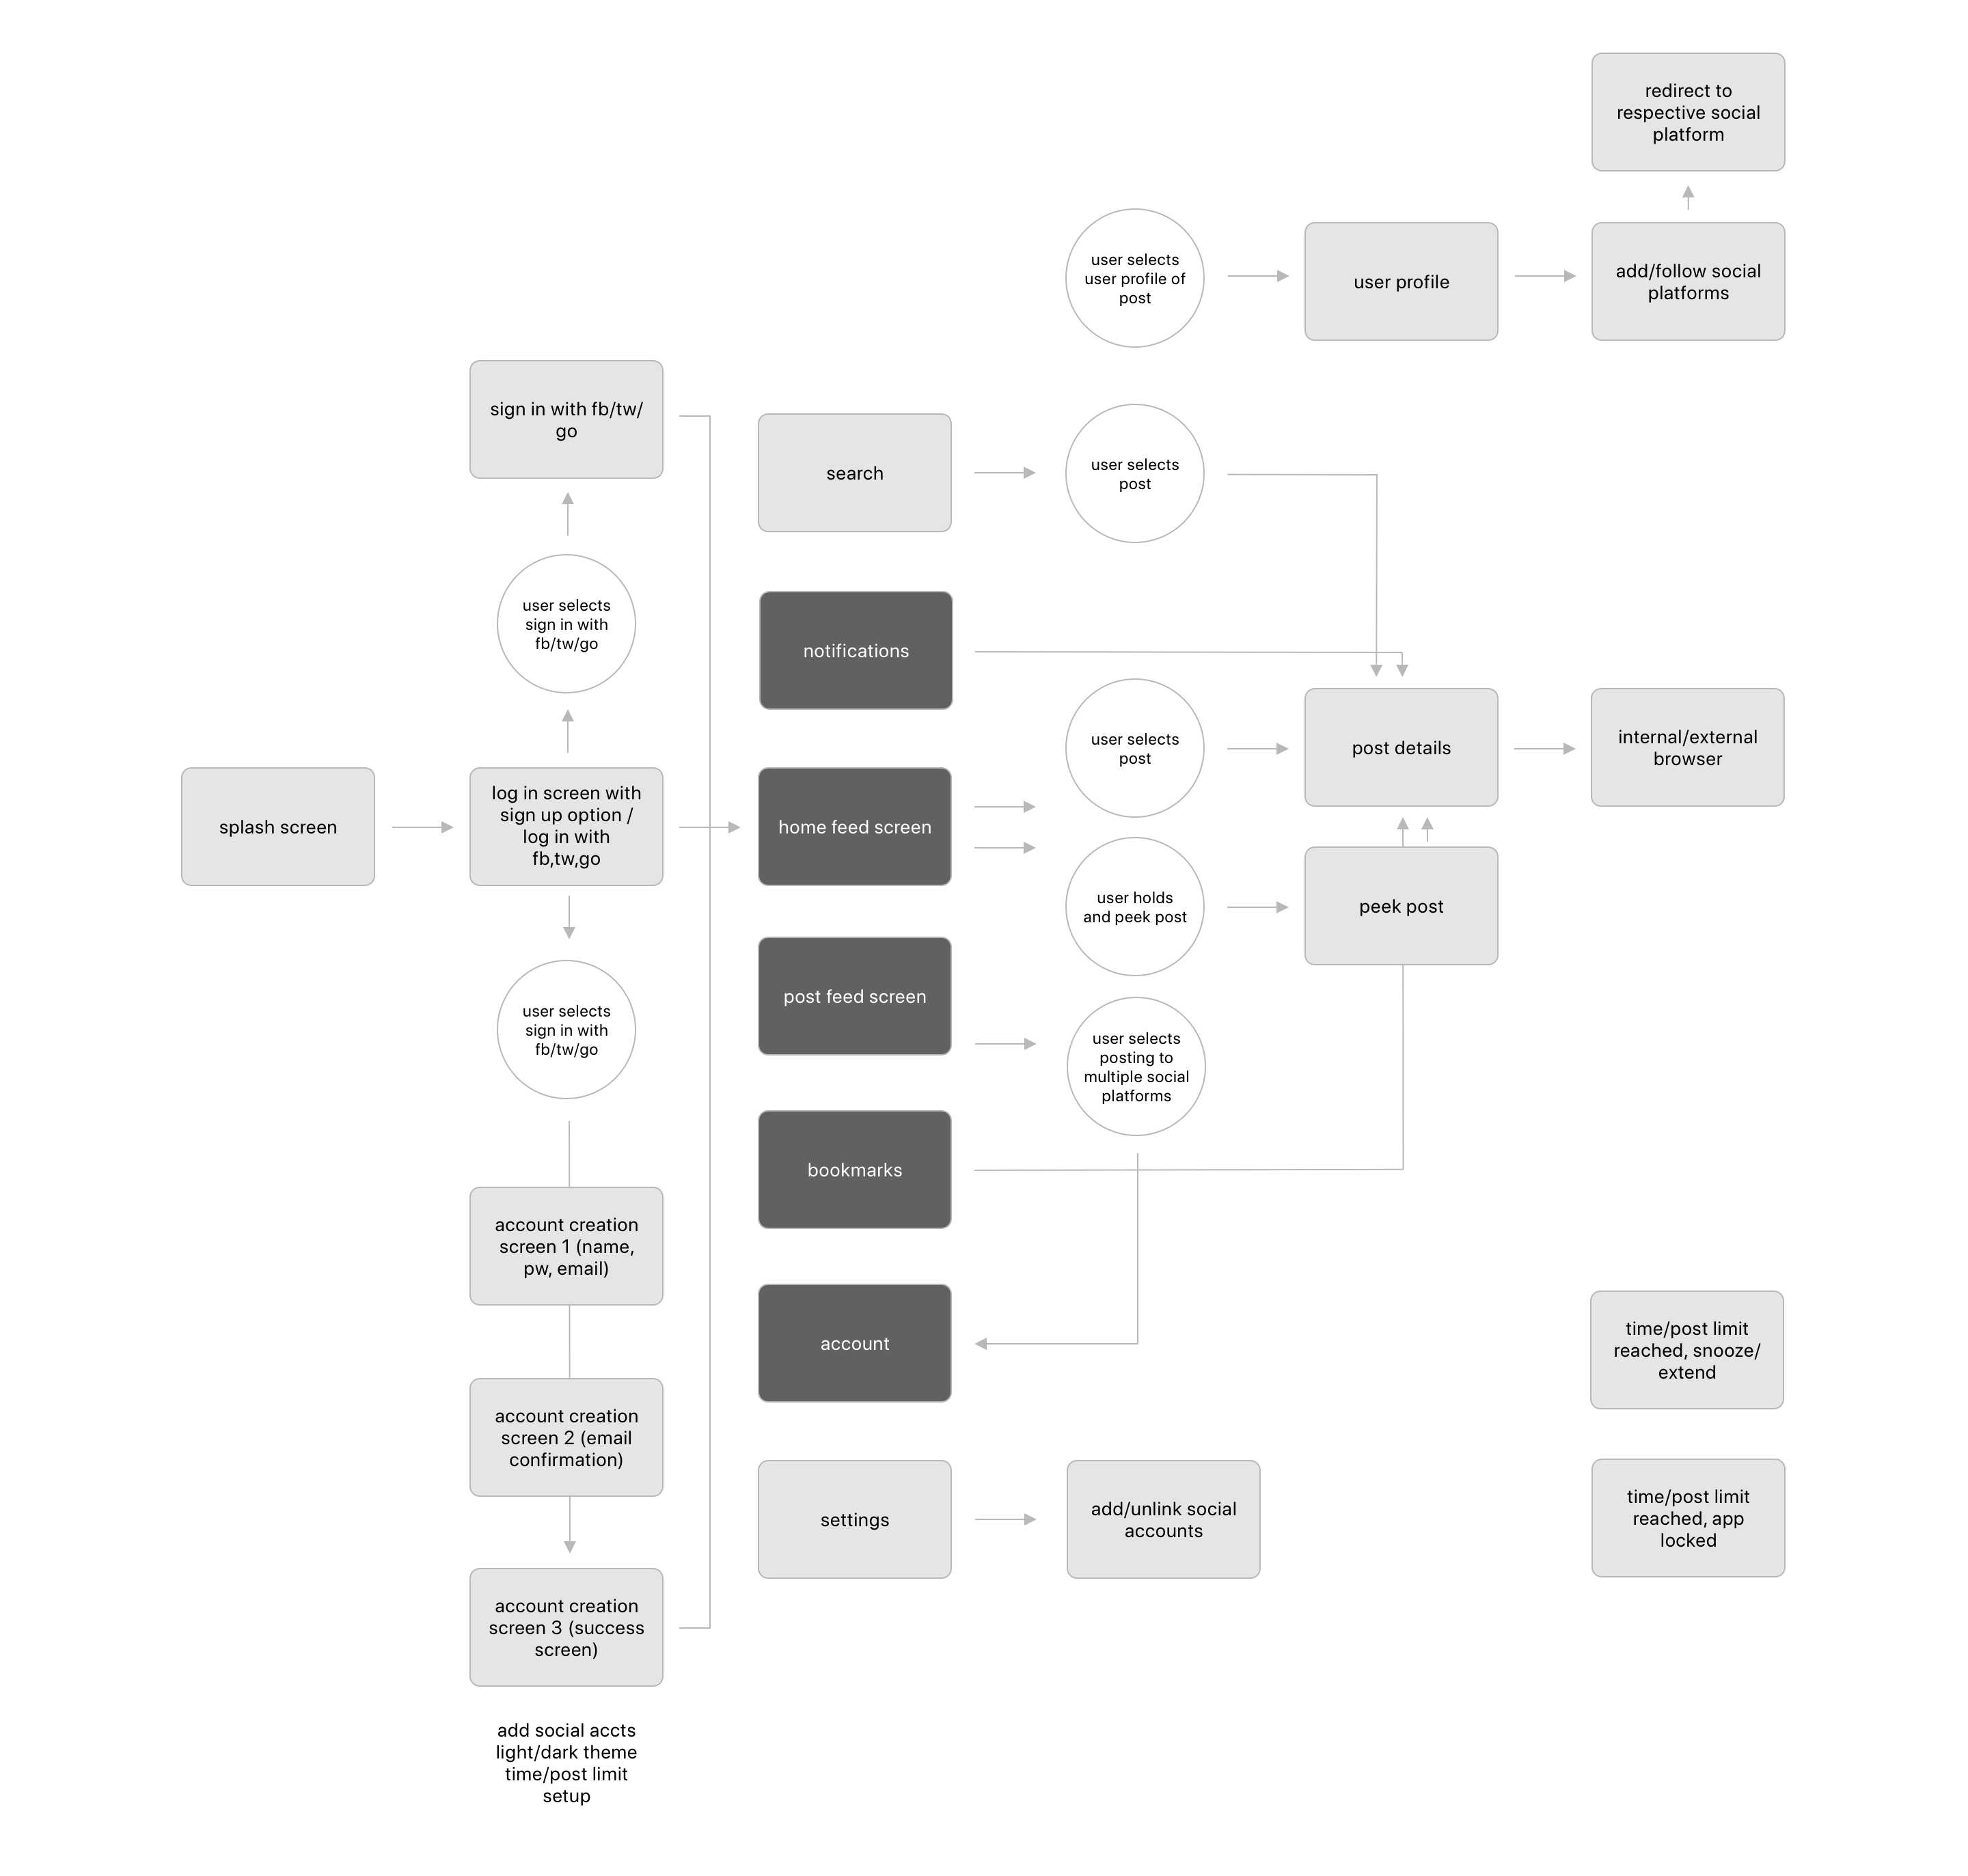 redirect to
respective social
platform
user selects
user profile of
post
user profile
add/follow social
platforms
sign in with fb/tw/
go
search
user selects
post
user selects
sign in with
fb/tw/go
notifications
user selects
post
post details
internal/external
browser
splash screen
log in screen with
sign up option /
log in with
fb,tw,go
home feed screen
user holds
and peek post
peek post
post feed screen
user selects
sign in with
fb/tw/go
user selects
posting to
multiple social
platforms
bookmarks
account creation
screen 1 (name,
pw, email)
account
time/post limit
reached, snooze/
extend
account creation
screen 2 (email
confirmation)
settings
add/unlink social
accounts
time/post limit
reached, app
locked
account creation
screen 3 (success
screen)
add social accts
light/dark theme
time/post limit
setup